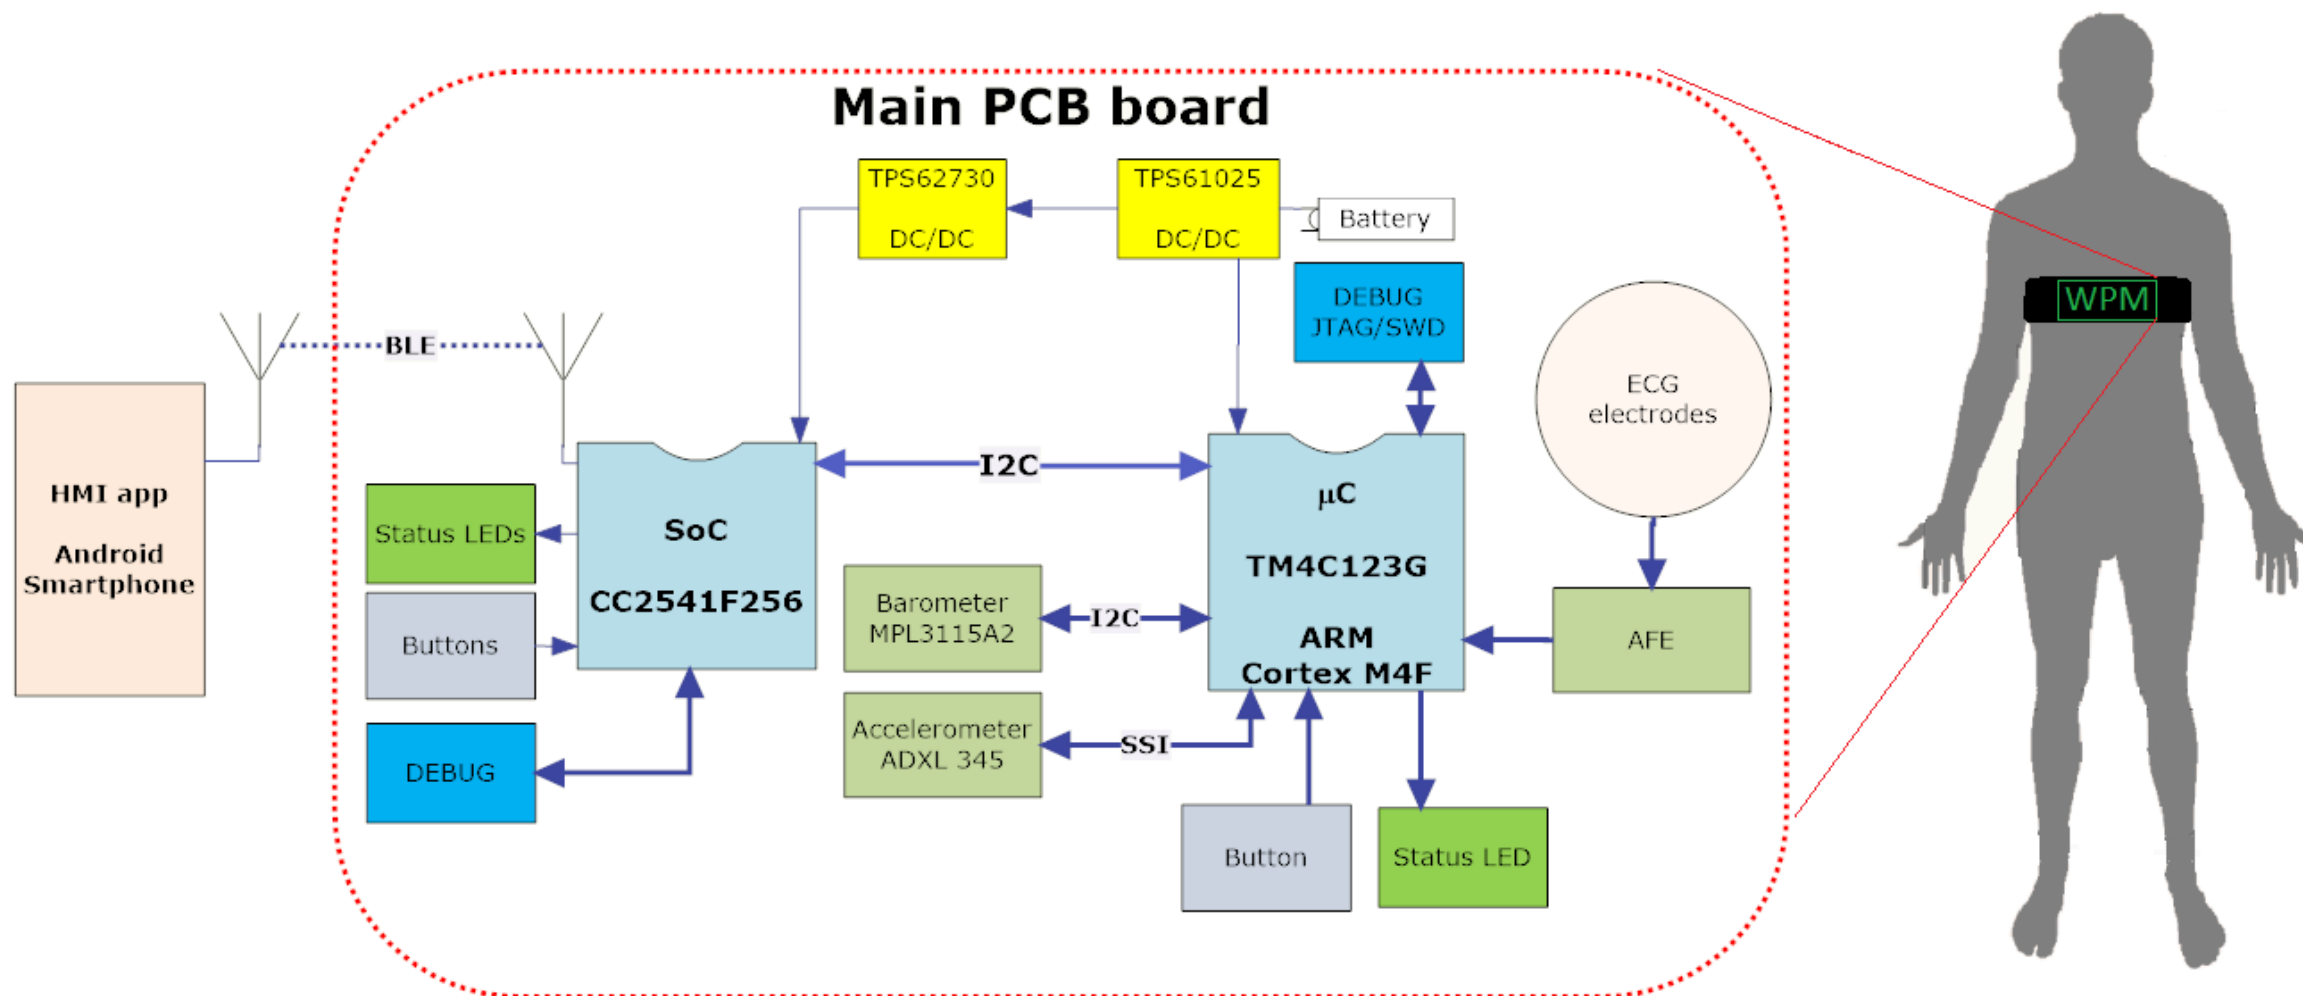 Main PCB board
TPS62730
DC/DC
TPS61025
DC/DC
Battery
DEBUG
JTAG/SWD
WPM
BLE
ECG
electrodes
HMI app
Android
Smartphone
Status LEDs
Buttons
DEBUG
SoC
CC2541F256
I2C
μC
TM4C123G
ARM
Cortex M4F
Barometer
MPL3115A2
I2C
AFE
Accelerometer
ADXL 345
SSI
Button
Status LED